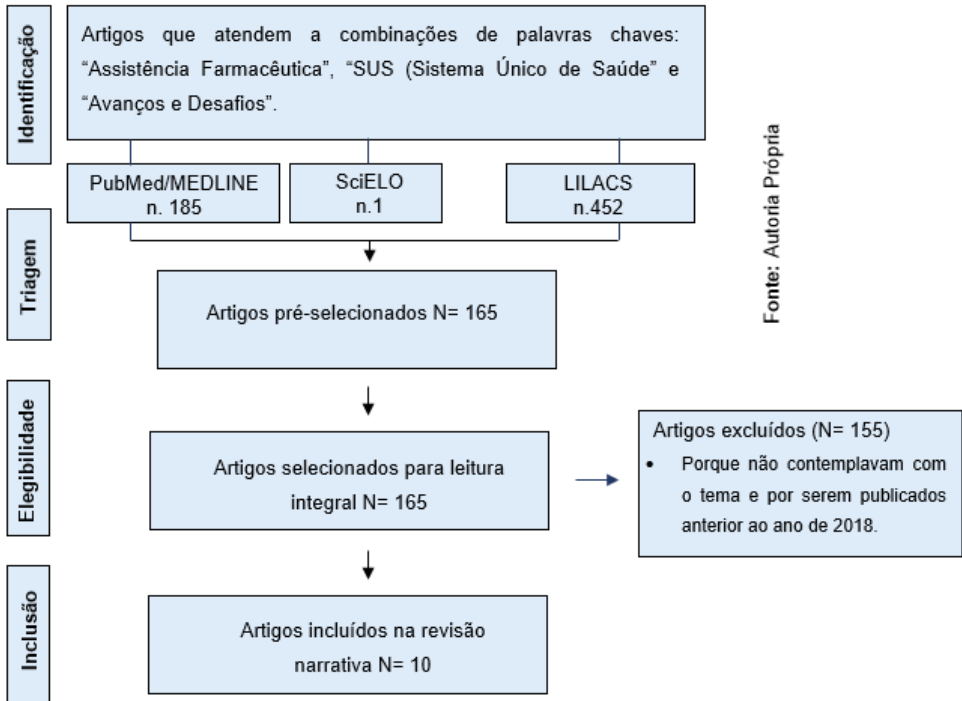 Identificação
Artigos que atendem a combinações de palavras chaves:
“Assistência Farmacêutica”, “SUS (Sistema Único de Saúde” e
“Avanços e Desafios”.
PubMed/MEDLINE
n. 185
SciELO
n.1
LILACS
n.452
Triagem
Artigos pré-selecionados N= 165
Fonte: Autoria Própria
Elegibilidade
Artigos selecionados para leitura
integral N= 165
Artigos excluídos (N= 155)
• Porque não contemplavam com
o tema e por serem publicados
anterior ao ano de 2018.
Inclusão
Artigos incluídos na revisão
narrativa N= 10